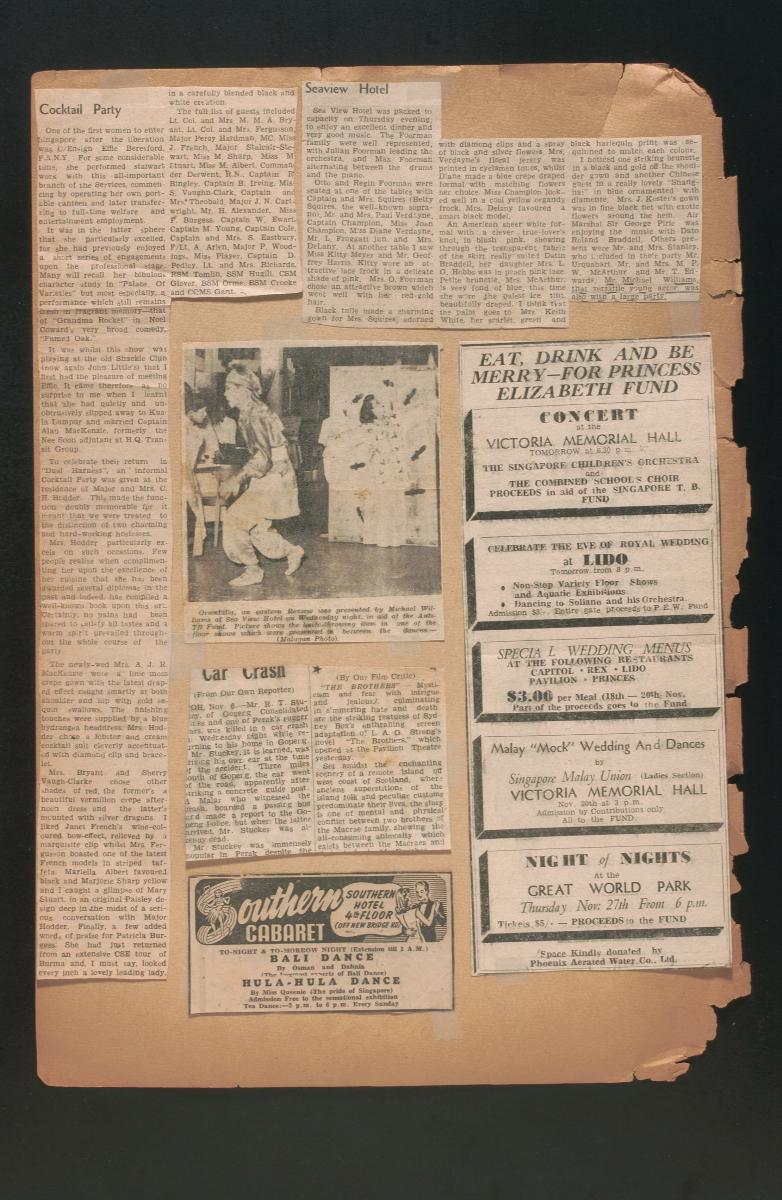 Cocktail Party
One of the first women to enter
Singapore after the liberation
was C/Ensign Effie Beresford,
F.A.N.Y. For some considerable
time, she performed stalwart
work with this all-important
branch of the Services, commen-
cing by operating her own port-
able canteen and later transfer-
ring to full-time welfare and
entertainment employment.
It was in the latter sphere
that she particularly excelled,
for she had previously enjoyed
a short series of engagements
upon the professional stage.
Many will recall her bibulous
character study in "Palace Of
Varieties" but most especially, a
performance which still remains
fresh in fragrant memory—that
of "Grandma Rocket" in Noel
Coward's very broad comedy,
"Fumed Oak."
It was whilst this show was
playing at the old Shackle Club
(now again John Little's) that I
first had the pleasure of meeting
Effie. It came therefore as no
surprise to me when I learnt
that she had quietly and un-
obtrusively slipped away to Kua-
la Lumpur and married Captain
Alan MacKenzie, formerly the
Nee Soon adjutant at H.Q. Tran-
sit Group.
To celebrate their return in
"Dual Harness", an informal
Cocktail Party was given at the
residence of Major and Mrs. C.
H. Hodder. This made the func-
tion doubly memorable for it
meant that we were treated to
the distinction of two charming
and hard-working hostesses.
Mrs. Hodder particularly ex-
cels on such occasions. Few
people realise when complimen-
ting her upon the excellence of
her cuisine that she has been
awarded several diplomas in the
past and indeed, has compiled a
well-known book upon this art.
Certainly, no pains had been
spared to satisfy all tastes and a
warm spirit prevailed through-
out the whole course of the
party.
The newly-wed Mrs. A. J. R.
MacKenzie wore a lime moss
crepe gown with the latest drap-
ed effect caught smartly at both
shoulder and hip with gold se-
quin swallows. The finishing
touches were supplied by a blue
hydrangea headdress. Mrs. Hod-
der chose a lobster and cream
cocktail suit cleverly accentuat-
ed with diamond clip and brace-
let.
Mrs. Bryant and Sherry
Vaugh-Clarke chose other
shades of red, the former's a
beautiful vermilion crepe after-
noon dress and the latter's
mounted with silver dragons. I
liked Janet French's wine-col-
oured bow-effect, relieved by a
marquisite clip whilst Mrs. Fer-
guson boasted one of the latest
French models in striped taf-
feta. Mariella Albert favoured
black and Marjorie Sharp yellow
and I caught a glimpse of Mary
Stuart, in an original Paisley de-
sign deep in the midst of a seri-
ous conversation with Major
Hodder. Finally, a few added
words of praise for Patricia Bur-
gess. She had just returned
from an extensive CSE tour of
Burma and, I must say, looked
every inch a lovely leading lady,
in a carefully blended black and
white creation.
The full list of guests included
Lt. Col. and Mrs. M. M. A. Bry-
ant, Lt. Col. and Mrs. Ferguson,
Major Percy Hardman, MC, Miss
J. French, Major Stalcair-Ste-
wart, Miss M. Sharp, Miss M
Stuart, Miss M. Albert, Comman
der Derwent, R.N., Captain R
Bingley, Captain B. Irving, Miss
S. Vaughn-Clark, Captain and
Mrs Theobald, Major J. N. Cart
wright, Mr. H. Alexander, Miss
P. Burgess, Captain W. Ewart,
Captain M. Young, Captain Cole,
Captain and Mrs. S. Eastbury,
F/Lt. A. Arien, Major P. Wood-
ings, Mis Player, Captain D.
Pedley, Lt. and Mrs. Richards,
RSM Tomlin, SSM Hugill, CSM
Glover, BSM Orme, BSM Crooke
and CCMS Gant. –.
Seaview Hotel
Sea View Hotel was packed to
capacity on Thursday evening,
to enjoy an excellent dinner and
very good music. The Foorman
family were well represented,
with Julian Foorman leading the
orchestra, and Max Foorman
alternating between the drums
and the piano.
Otto and Regin Foorman were
seated at one of the tables with
Captain and Mrs. Squires (Betty
Squires, the well-known sopra-
no), Mr. and Mrs. Paul Verdayne,
Captain Champion, Miss Joan
Champion, Miss Diane Verdayne,
Mr. L. Froggatt jun. and Mrs.
DeLany. At another table I saw
Miss Kitty Meyer and Mr. Geof-
frey Harris, Kitty wore an at-
tractive lace frock in a delicate
shade of pink. Mrs. O. Foorman
chose an attractive brown which
went well with her red-gold
hair.
Black tulle made a charming
gown for Mrs. Squires, adorned
with diamond clips and a spray
of black and silver flowers. Mrs.
Verdayne's floral jersey was
printed in cyclamen tones, whilst
Diane made a blue crepe draped
formal with matching flowers
her choice. Miss Champion look-
ed well in a cool yellow organdy
frock. Mrs. Delany favoured a
smart black model.
An American sheer white for-
mal with a clever true-lover's
knot, in blush pink, showing
through the transparent fabric
of the skirt really suited Datin
Braddell, her daughter Mrs. L.
G. Hobbs was in peach pink lace.
Petite brunette, Mrs. McArthur,
is very fond of blue, this time
she wore the palest ice tint,
beautifully draped. I think that
the palm goes to Mrs. Keith
White, her scarlet, green and
black harlequin print was se-
quinned to match each colour.
I noticed one striking brunette
in a black and gold off the shoul-
der gown and another Chinese
guest in a really lovely "Shang-
hai" in blue ornamented with
diamente. Mrs. J. Koster's gown
was in fine black net with exotic
flowers around the hem. Air
Marshal Sir George Pirie was
enjoying the music with Dato
Roland Braddell. Others pre-
sent were Mr. and Mrs. Stanley,
who included in their party Mr.
Urquhart, Mr. and Mrs. M. P.
W. McArthur and Mr. T. Ed-
wards. Mr. Michael Williams,
that versatile young actor, was
also with a large party.
Orientalia, an eastern Review was presented by Michael Wil-
liams at Sea View Hotel on Wednesday night, in aid of the Anti-
TB Fund. Picture shows the knife-throwing item in one of the
floor shows which were presented in between the dances—
(Malayan Photo).
Car Crash
(From Our Own Reporter)
OH, Nov. 6.—Mr. R. T. Stu-
ey, of Gopeng Consolidated
ines and one of Perak's rugger
ars, was killed in a car crash
Wednesday night while re-
urning to his home in Gopeng.
Mr. Stuckey, it is learned, was
driving his car at the time
of the accident. Three miles
south of Gopeng, the car went
of the road, apparently after
striking a concrete guide post.
A Malay who witnessed the
crash, boarded a passing bus
and made a report to the Go-
peng Police, but when the latter
arrived, Mr. Stuckey was al-
ready dead.
Mr. Stuckey was immensely
popular in Perak despite the
(By Our Film Critic)
"THE BROTHERS" — Mysti-
cism and fear with intrigue
and jealousy, culminating
in simmering hate and death
are the striking features of Syd-
ney Box's enthralling screen
adaptation of L. A. G. Strong's
novel "The Brothers," which
opened at the Pavilion Theatre
yesterday.
Set amidst the enchanting
scenery of a remote island off
west coast of Scotland, where
ancient superstitions of the
island folk and peculiar customs
predominate their lives, the story
is one of mental and physical
conflict between two brothers of
the Macrae family, showing the
all-consuming animosity which
exists between the Macraes and
Southern
CABARET
SOUTHERN
HOTEL
4th FLOOR
(OFF NEW BRIDGE RD)
TO-NIGHT & TO-MORROW NIGHT (Extension till 1 A.M.)
BALI DANCE
By Osman and Dahnia
(The foremost experts of Bali Dance)
HULA-HULA DANCE
By Miss Queenie (The pride of Singapore)
Admission Free to the sensational exhibition
Tea Dance:—3 p.m. to 6 p.m. Every Sunday
EAT, DRINK AND BE
MERRY—FOR PRINCESS
ELIZABETH FUND
CONCERT
at the
VICTORIA MEMORIAL HALL
TOMORROW at 6.30 p.m.
THE SINGAPORE CHILDREN'S ORCHESTRA
and
THE COMBINED SCHOOL'S CHOIR
PROCEEDS in aid of the SINGAPORE T. B.
FUND
CELEBRATE THE EVE OF ROYAL WEDDING
at LIDO
Tomorrow from 8 p.m.
• Non-Stop Variety Floor Shows
and Aquatic Exhibitions
• Dancing to Soliano and his Orchestra.
Admission $3/-. Entire gate proceeds to P.E.W. Fund
SPECIAL WEDDING MENUS
AT THE FOLLOWING RESTAURANTS
CAPITOL • REX • LIDO
PAVILION • PRINCES
$3.00 per Meal (18th — 20th, Nov.
Part of the proceeds goes to the Fund
Malay "Mock" Wedding And Dances
by
Singapore Malay Union (Ladies Section)
VICTORIA MEMORIAL HALL
Nov. 20th at 3 p.m.
Admission by Contributions only
All to the FUND.
NIGHT of NIGHTS
At the
GREAT WORLD PARK
Thursday Nov: 27th From 6 p.m.
Tickets $5/- — PROCEEDS to the FUND
Space Kindly donated by
Phoenix Aerated Water Co., Ltd.